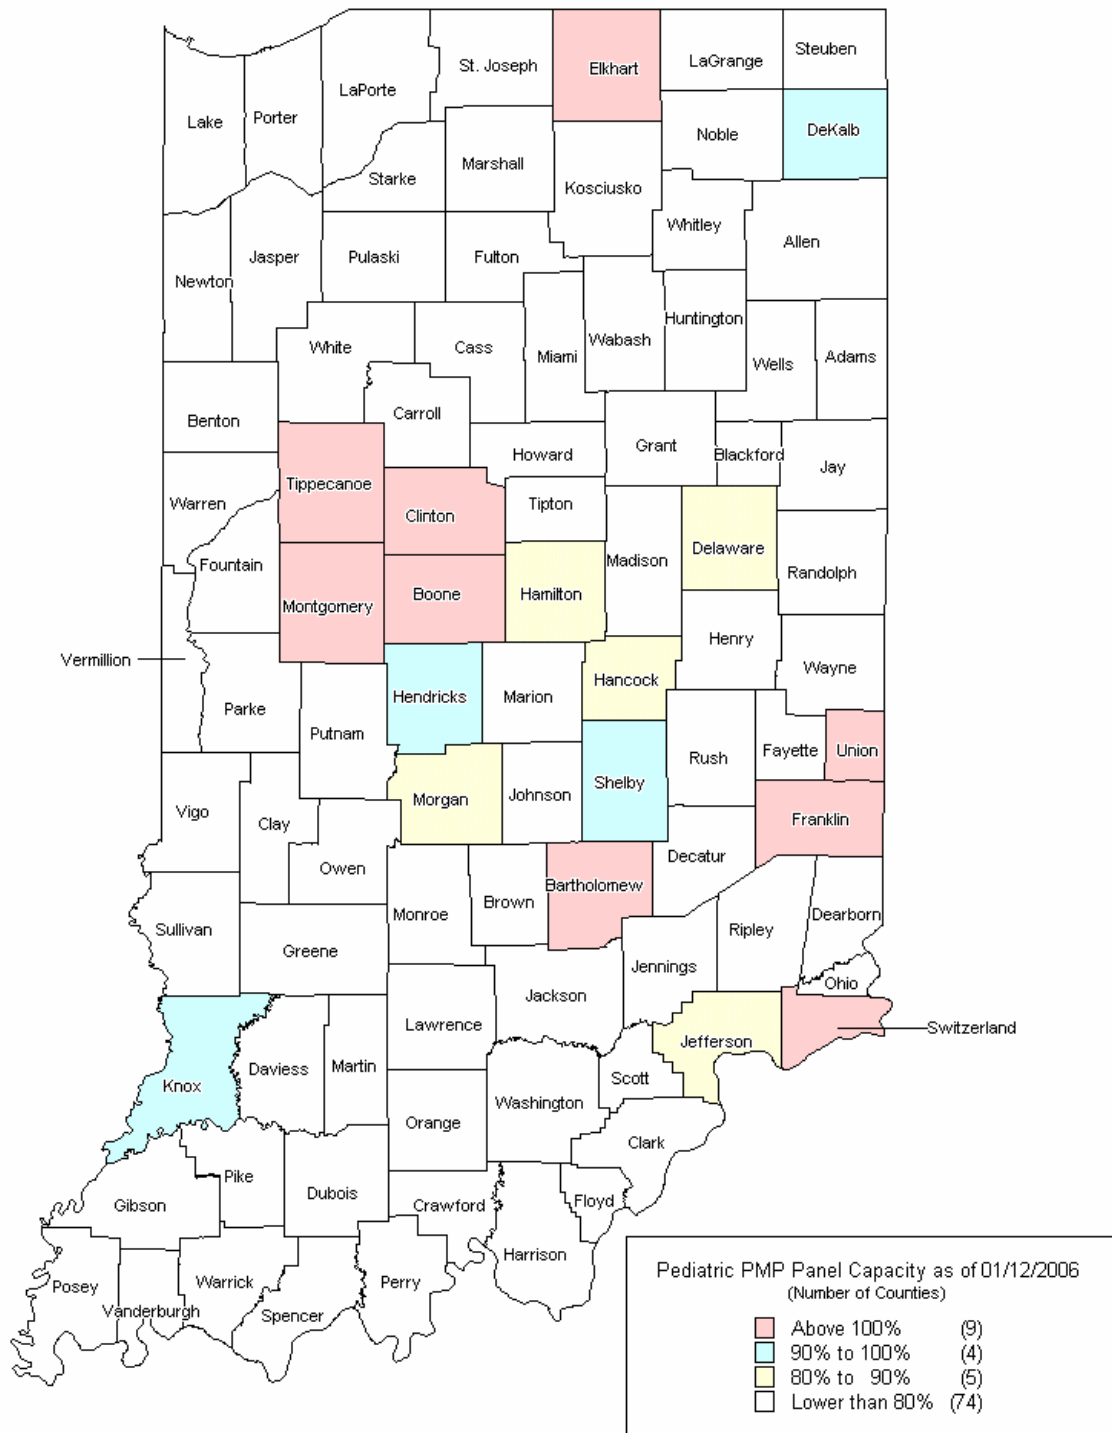 Steuben
St. Joseph
Elkhart
LaGrange
LaPorte
Lake
Porter
DeKalb
Noble
Marshall
Starke
Kosciusko
Whitley
Allen
Jasper
Pulaski
Fulton
Newton
Huntington
Wabash
White
Cass
Miami
Wells
Adams
Benton
Carroll
Grant
Howard
Blackford
Jay
Tippecanoe
Warren
Clinton
Tipton
Delaware
Madison
Fountain
Randolph
Montgomery
Boone
Hamilton
Henry
Vermillion
Wayne
Hancock
Hendricks
Marion
Parke
Putnam
Rush
Fayette
Union
Shelby
Morgan
Johnson
Vigo
Clay
Franklin
Decatur
Owen
Bartholomew
Brown
Monroe
Dearborn
Sullivan
Ripley
Greene
Jennings
Ohio
Jackson
Lawrence
Switzerland
Jefferson
Daviess
Martin
Scott
Knox
Washington
Orange
Clark
Pike
Dubois
Gibson
Crawford
Floyd
Harrison
Posey
Warrick
Perry
Vanderburgh
Spencer
Pediatric PMP Panel Capacity as of 01/12/2006
(Number of Counties)
Above 100% (9)
90% to 100% (4)
80% to 90% (5)
Lower than 80% (74)